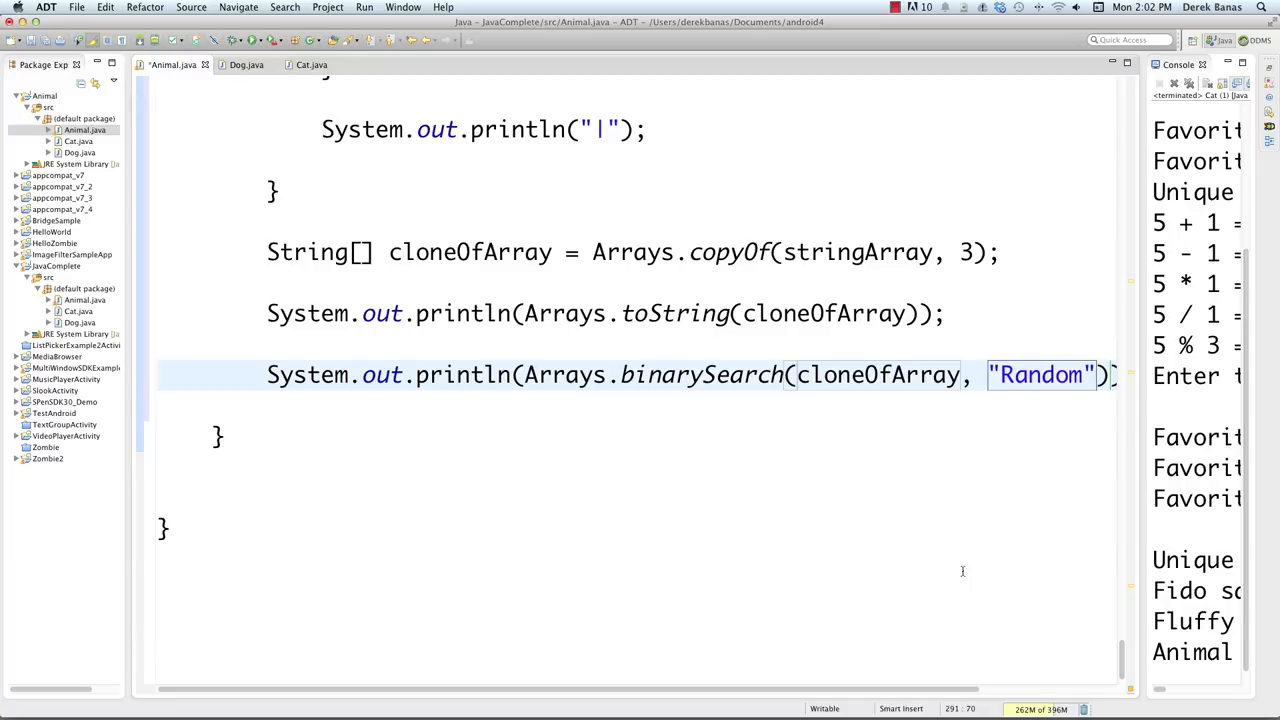 ADT File Edit Refactor Source Navigate Search Project Run Window Help 10 Mon 2:02 PM Derek Banas
Java - JavaComplete/src/Animal.java - ADT - /Users/derekbanas/Documents/android4
Quick Access Java DDMS
Package Exp
*Animal.java Dog.java Cat.java
Console
<terminated> Cat (1) [Java
Animal
src
(default package)
Animal.java
Cat.java
Dog.java
JRE System Library [Ja
appcompat_v7
appcompat_v7_2
appcompat_v7_3
appcompat_v7_4
BridgeSample
HelloWorld
HelloZombie
ImageFilterSampleApp
JavaComplete
src
(default package)
Animal.java
Cat.java
Dog.java
JRE System Library [Ja
ListPickerExample2Activi
MediaBrowser
MultiWindowSDKExample
MusicPlayerActivity
SlookActivity
SPenSDK30_Demo
TestAndroid
TextGroupActivity
VideoPlayerActivity
Zombie
Zombie2
}
System.out.println("|");
}
String[] cloneOfArray = Arrays.copyOf(stringArray, 3);
System.out.println(Arrays.toString(cloneOfArray));
System.out.println(Arrays.binarySearch(cloneOfArray, "Random"))
}
}
Favorit
Favorit
Unique
5 + 1 =
5 - 1 =
5 * 1 =
5 / 1 =
5 % 3 =
Enter t
Favorit
Favorit
Favorit
Unique
Fido sa
Fluffy
Animal
Writable Smart Insert 291 : 70 262M of 396M